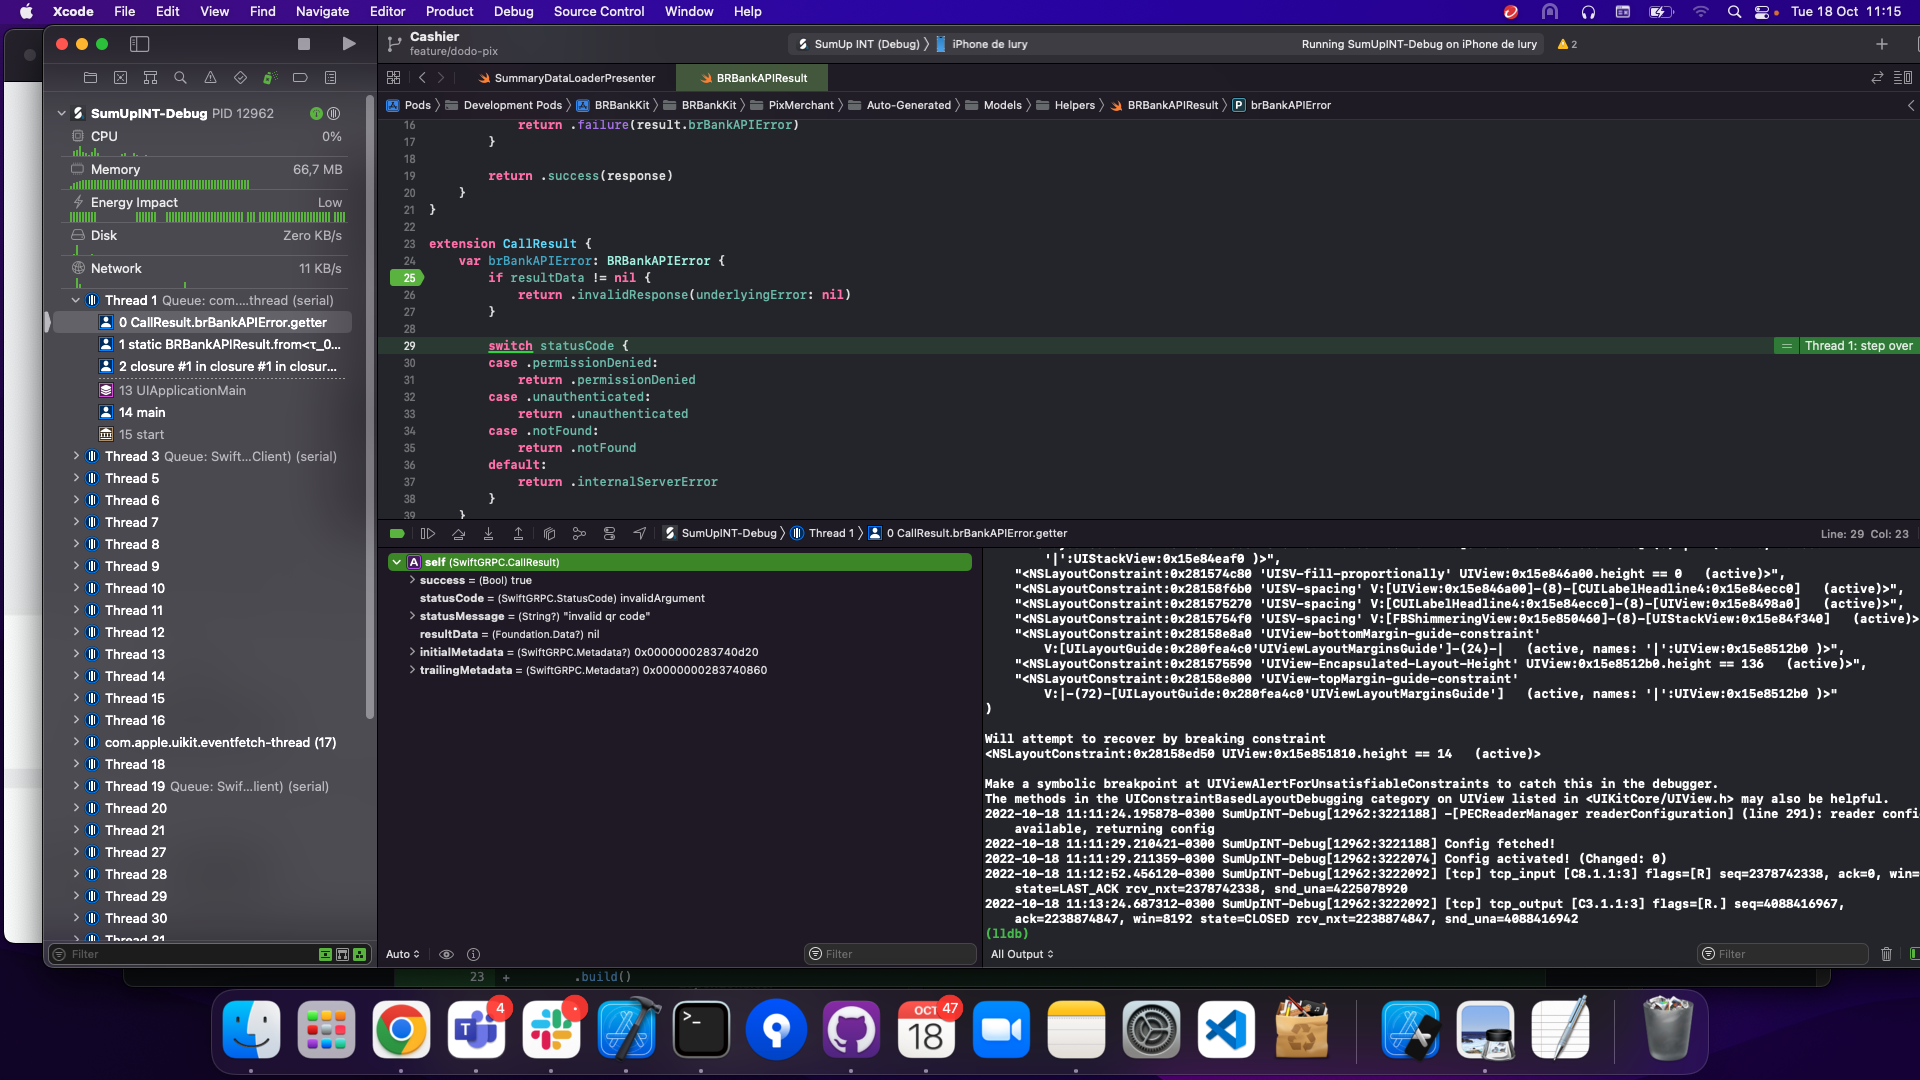 Xcode File Edit View Find Navigate Editor Product Debug Source Control Window Help
Tue 18 Oct 11:15
Cashier
feature/dodo-pix
SumUp INT (Debug) 〉 iPhone de Iury
Running SumUpINT-Debug on iPhone de Iury
2
SummaryDataLoaderPresenter
BRBankAPIResult
Pods 〉 Development Pods 〉 BRBankKit 〉 BRBankKit 〉 PixMerchant 〉 Auto-Generated 〉 Models 〉 Helpers 〉 BRBankAPIResult 〉 P brBankAPIError
SumUpINT-Debug PID 12962
CPU 0%
Memory 66,7 MB
Energy Impact Low
Disk Zero KB/s
Network 11 KB/s
Thread 1 Queue: com....thread (serial)
0 CallResult.brBankAPIError.getter
1 static BRBankAPIResult.from<τ_0...
2 closure #1 in closure #1 in closur...
13 UIApplicationMain
14 main
15 start
Thread 3 Queue: Swift...Client) (serial)
Thread 5
Thread 6
Thread 7
Thread 8
Thread 9
Thread 10
Thread 11
Thread 12
Thread 13
Thread 14
Thread 15
Thread 16
com.apple.uikit.eventfetch-thread (17)
Thread 18
Thread 19 Queue: Swif...lient) (serial)
Thread 20
Thread 21
Thread 27
Thread 28
Thread 29
Thread 30
Thread 31
Filter
16 return .failure(result.brBankAPIError)
17 }
18
19 return .success(response)
20 }
21 }
22
23 extension CallResult {
24 var brBankAPIError: BRBankAPIError {
25 if resultData != nil {
26 return .invalidResponse(underlyingError: nil)
27 }
28
29 switch statusCode {
Thread 1: step over
30 case .permissionDenied:
31 return .permissionDenied
32 case .unauthenticated:
33 return .unauthenticated
34 case .notFound:
35 return .notFound
36 default:
37 return .internalServerError
38 }
39 }
SumUpINT-Debug 〉 Thread 1 〉 0 CallResult.brBankAPIError.getter
Line: 29 Col: 23
A self (SwiftGRPC.CallResult)
success = (Bool) true
statusCode = (SwiftGRPC.StatusCode) invalidArgument
statusMessage = (String?) "invalid qr code"
resultData = (Foundation.Data?) nil
initialMetadata = (SwiftGRPC.Metadata?) 0x0000000283740d20
trailingMetadata = (SwiftGRPC.Metadata?) 0x0000000283740860
Auto
Filter
'|':UIStackView:0x15e84eaf0 )>",
"<NSLayoutConstraint:0x281574c80 'UISV-fill-proportionally' UIView:0x15e846a00.height == 0 (active)>",
"<NSLayoutConstraint:0x28158f6b0 'UISV-spacing' V:[UIView:0x15e846a00]-(8)-[CUILabelHeadline4:0x15e84ecc0] (active)>",
"<NSLayoutConstraint:0x281575270 'UISV-spacing' V:[CUILabelHeadline4:0x15e84ecc0]-(8)-[UIView:0x15e8498a0] (active)>",
"<NSLayoutConstraint:0x2815754f0 'UISV-spacing' V:[FBShimmeringView:0x15e850460]-(8)-[UIStackView:0x15e84f340] (active)>
"<NSLayoutConstraint:0x28158e8a0 'UIView-bottomMargin-guide-constraint'
V:[UILayoutGuide:0x280fea4c0'UIViewLayoutMarginsGuide']-(24)-| (active, names: '|':UIView:0x15e8512b0 )>",
"<NSLayoutConstraint:0x281575590 'UIView-Encapsulated-Layout-Height' UIView:0x15e8512b0.height == 136 (active)>",
"<NSLayoutConstraint:0x28158e800 'UIView-topMargin-guide-constraint'
V:|-(72)-[UILayoutGuide:0x280fea4c0'UIViewLayoutMarginsGuide'] (active, names: '|':UIView:0x15e8512b0 )>"
)
Will attempt to recover by breaking constraint
<NSLayoutConstraint:0x28158ed50 UIView:0x15e851810.height == 14 (active)>
Make a symbolic breakpoint at UIViewAlertForUnsatisfiableConstraints to catch this in the debugger.
The methods in the UIConstraintBasedLayoutDebugging category on UIView listed in <UIKitCore/UIView.h> may also be helpful.
2022-10-18 11:11:24.195878-0300 SumUpINT-Debug[12962:3221188] -[PECReaderManager readerConfiguration] (line 291): reader confi
available, returning config
2022-10-18 11:11:29.210421-0300 SumUpINT-Debug[12962:3221188] Config fetched!
2022-10-18 11:11:29.211359-0300 SumUpINT-Debug[12962:3222074] Config activated! (Changed: 0)
2022-10-18 11:12:52.456120-0300 SumUpINT-Debug[12962:3222092] [tcp] tcp_input [C8.1.1:3] flags=[R] seq=2378742338, ack=0, win=
state=LAST_ACK rcv_nxt=2378742338, snd_una=4225078920
2022-10-18 11:13:24.687312-0300 SumUpINT-Debug[12962:3222092] [tcp] tcp_output [C3.1.1:3] flags=[R.] seq=4088416967,
ack=2238874847, win=8192 state=CLOSED rcv_nxt=2238874847, snd_una=4088416942
(lldb)
All Output
Filter
23 + .build()
4
OCT
18
47